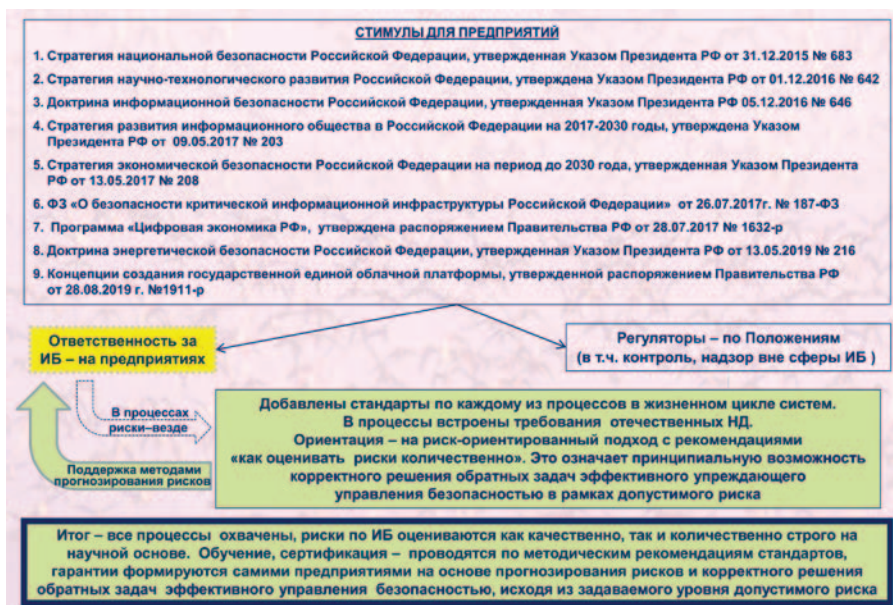 СТИМУЛЫ ДЛЯ ПРЕДПРИЯТИЙ
1. Стратегия национальной безопасности Российской Федерации, утвержденная Указом Президента РФ от 31.12.2015 № 683
2. Стратегия научно-технологического развития Российской Федерации, утверждена Указом Президента РФ от 01.12.2016 № 642
3. Доктрина информационной безопасности Российской Федерации, утвержденная Указом Президента РФ 05.12.2016 № 646
4. Стратегия развития информационного общества в Российской Федерации на 2017-2030 годы, утверждена Указом
Президента РФ от 09.05.2017 № 203
5. Стратегия экономической безопасности Российской Федерации на период до 2030 года, утвержденная Указом Президента
РФ от 13.05.2017 № 208
6. ФЗ «О безопасности критической информационной инфраструктуры Российской Федерации» от 26.07.2017г. № 187-ФЗ
7. Программа «Цифровая экономика РФ», утверждена распоряжением Правительства РФ от 28.07.2017 № 1632-р
8. Доктрина энергетической безопасности Российской Федерации, утвержденная Указом Президента РФ от 13.05.2019 № 216
9. Концепции создания государственной единой облачной платформы, утвержденной распоряжением Правительства РФ
от 28.08.2019 г. №1911-р
Ответственность за
ИБ – на предприятиях
Регуляторы – по Положениям
(в т.ч. контроль, надзор вне сферы ИБ )
В процессах
риски–везде
Поддержка методами
прогнозирования рисков
Добавлены стандарты по каждому из процессов в жизненном цикле систем.
В процессы встроены требования отечественных НД.
Ориентация – на риск-ориентированный подход с рекомендациями
«как оценивать риски количественно». Это означает принципиальную возможность
корректного решения обратных задач эффективного упреждающего
управления безопасностью в рамках допустимого риска
Итог – все процессы охвачены, риски по ИБ оцениваются как качественно, так и количественно строго на
научной основе. Обучение, сертификация – проводятся по методическим рекомендациям стандартов,
гарантии формируются самими предприятиями на основе прогнозирования рисков и корректного решения
обратных задач эффективного управления безопасностью, исходя из задаваемого уровня допустимого риска